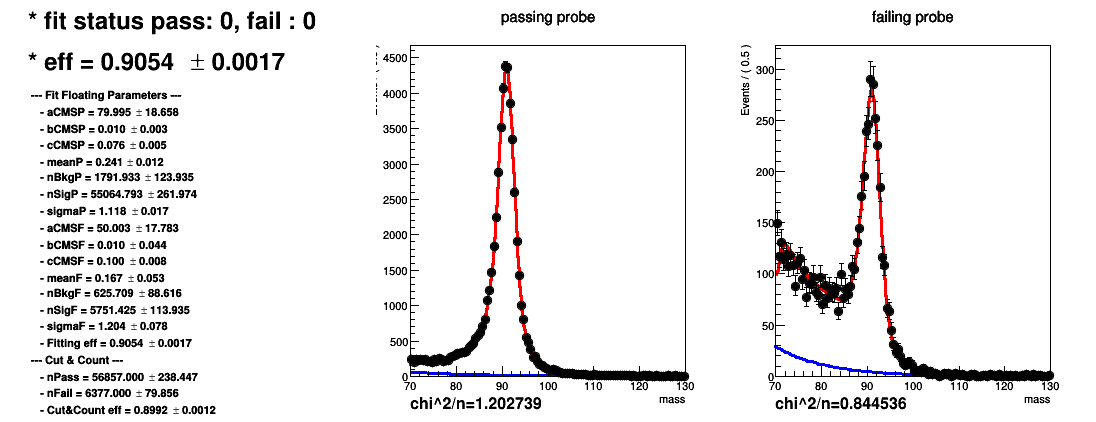 * fit status pass: 0, fail : 0
* eff = 0.9054 ± 0.0017
--- Fit Floating Parameters ---
- aCMSP = 79.995 ± 18.658
- bCMSP = 0.010 ± 0.003
- cCMSP = 0.076 ± 0.005
- meanP = 0.241 ± 0.012
- nBkgP = 1791.933 ± 123.935
- nSigP = 55064.793 ± 261.974
- sigmaP = 1.118 ± 0.017
- aCMSF = 50.003 ± 17.783
- bCMSF = 0.010 ± 0.044
- cCMSF = 0.100 ± 0.008
- meanF = 0.167 ± 0.053
- nBkgF = 625.709 ± 88.616
- nSigF = 5751.425 ± 113.935
- sigmaF = 1.204 ± 0.078
- Fitting eff = 0.9054 ± 0.0017
--- Cut & Count ---
- nPass = 56857.000 ± 238.447
- nFail = 6377.000 ± 79.856
- Cut&Count eff = 0.8992 ± 0.0012
passing probe
4500
4000
3500
3000
2500
2000
1500
1000
500
0
70 80 90 100 110 120 130
mass
chi^2/n=1.202739
failing probe
Events / ( 0.5 )
300
250
200
150
100
50
0
70 80 90 100 110 120 130
mass
chi^2/n=0.844536